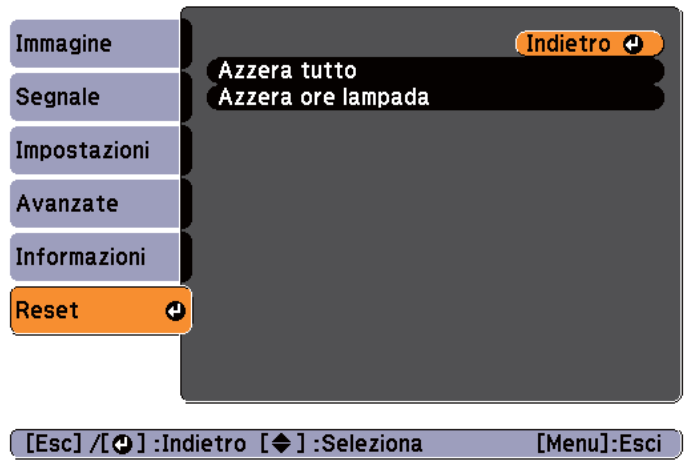 Immagine
Segnale
Impostazioni
Avanzate
Informazioni
Reset
Indietro
Azzera tutto
Azzera ore lampada
[Esc] /[ ] :Indietro [ ] :Seleziona [Menu]:Esci